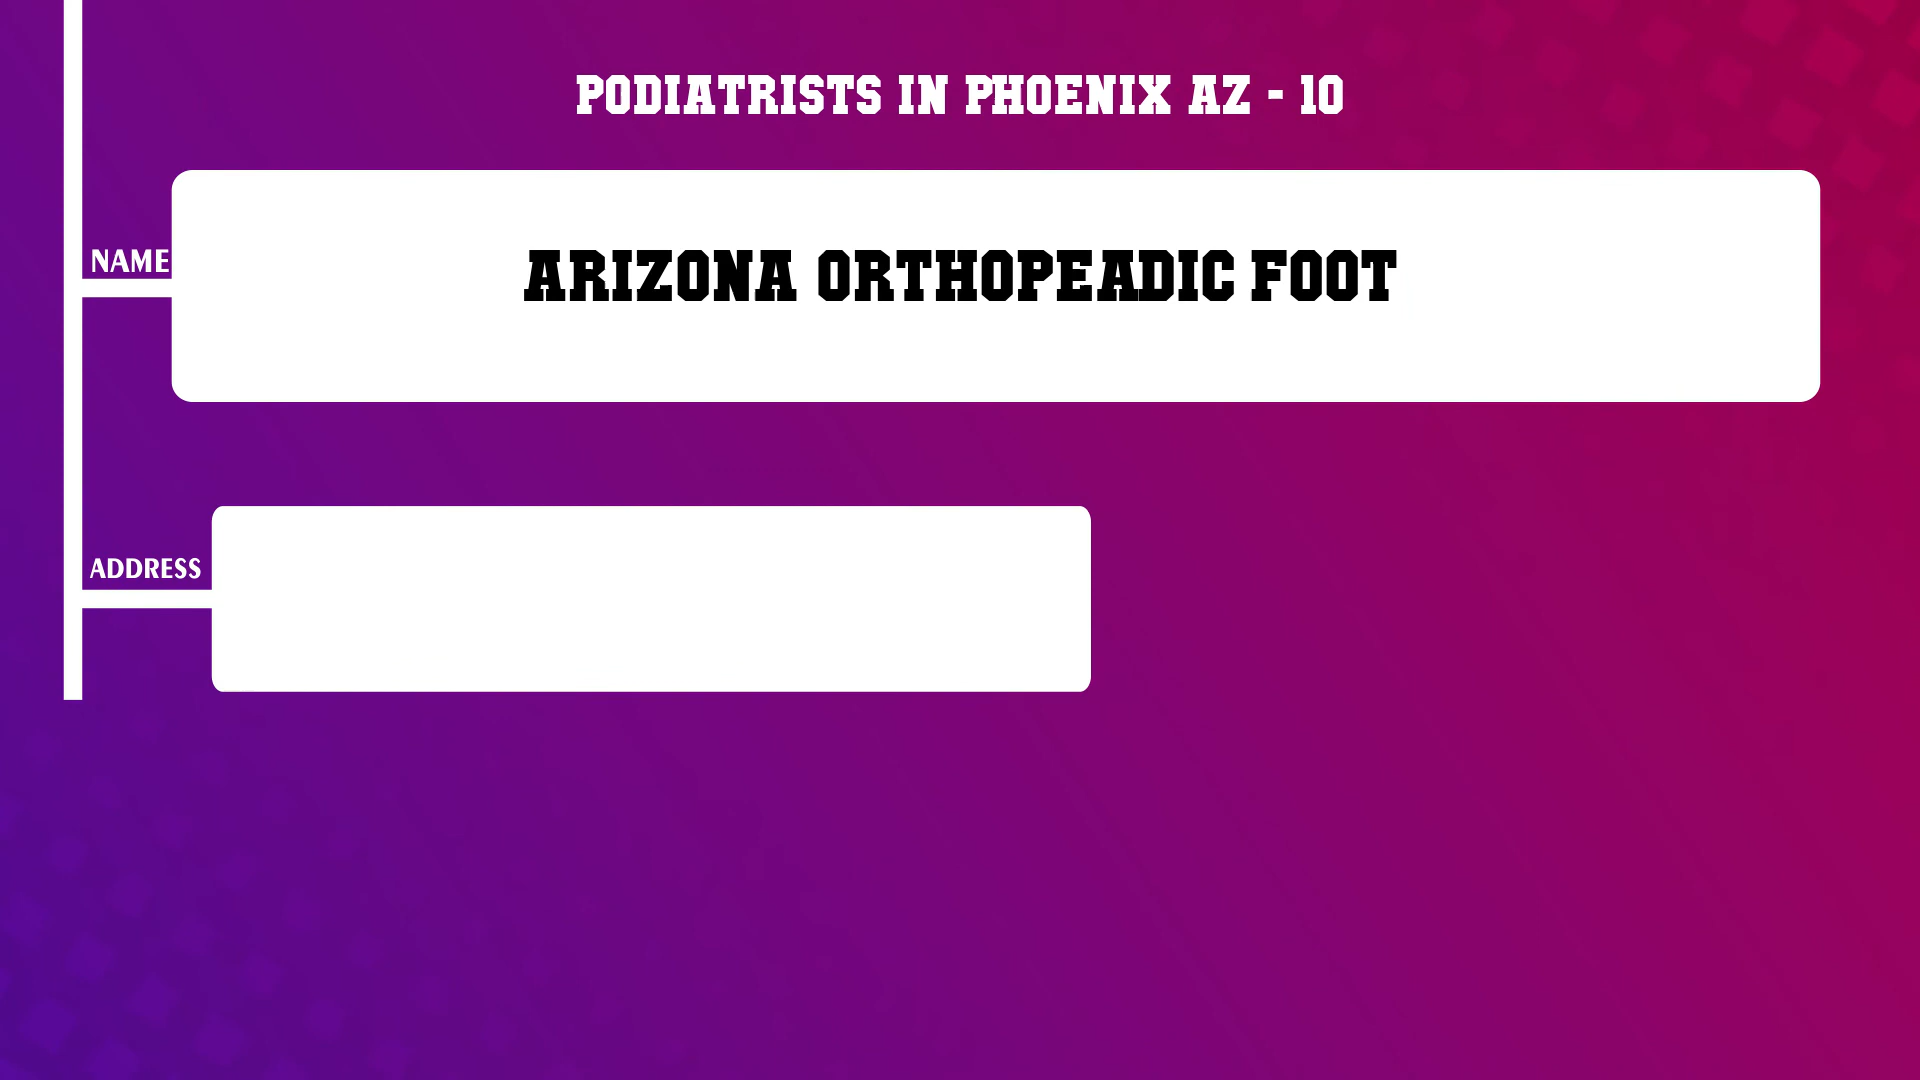 PODIATRISTS IN PHOENIX AZ - 10
NAME
ARIZONA ORTHOPEADIC FOOT
ADDRESS